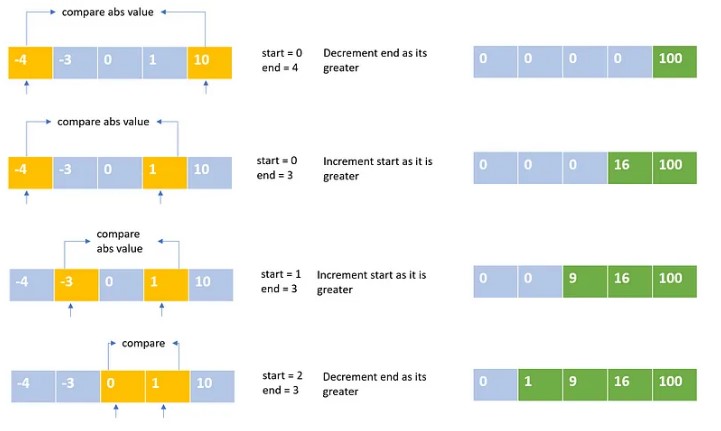 compare abs value
-4 -3 0 1 10
start = 0
end = 4
Decrement end as its
greater
0 0 0 0 100
compare abs value
-4 -3 0 1 10
start = 0
end = 3
Increment start as it is
greater
0 0 0 16 100
compare
abs value
-4 -3 0 1 10
start = 1
end = 3
Increment start as it is
greater
0 0 9 16 100
compare
-4 -3 0 1 10
start = 2
end = 3
Decrement end as its
greater
0 1 9 16 100